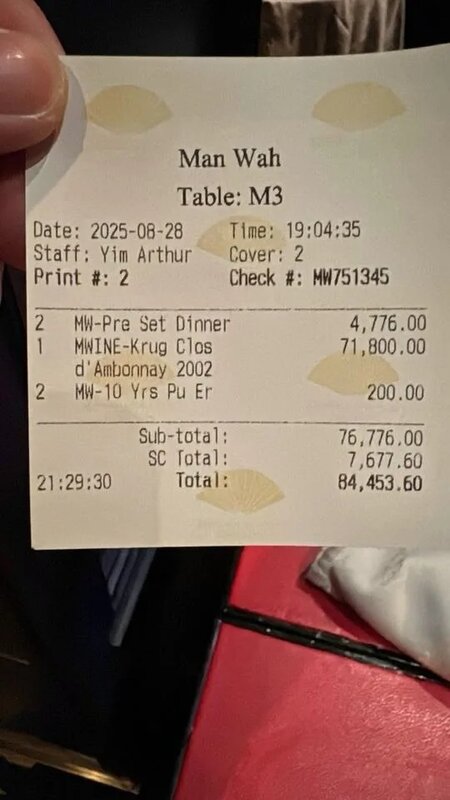 Man Wah
Table: M3
Date: 2025-08-28 Time: 19:04:35
Staff: Yim Arthur Cover: 2
Print #: 2 Check #: MW751345
2 MW-Pre Set Dinner 4,776.00
1 MWINE-Krug Clos 71,800.00
d'Ambonnay 2002
2 MW-10 Yrs Pu Er 200.00
Sub-total: 76,776.00
SC Total: 7,677.60
21:29:30 Total: 84,453.60